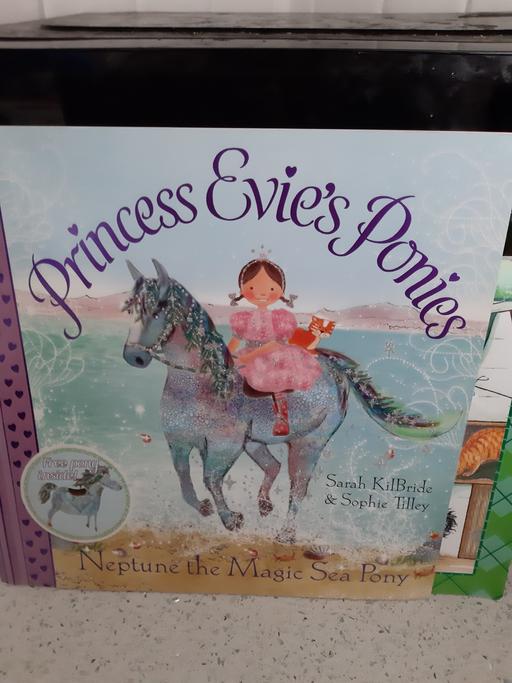 Princess Evie's Ponies
Free pony
inside!
Sarah KilBride
& Sophie Tilley
Neptune the Magic Sea Pony